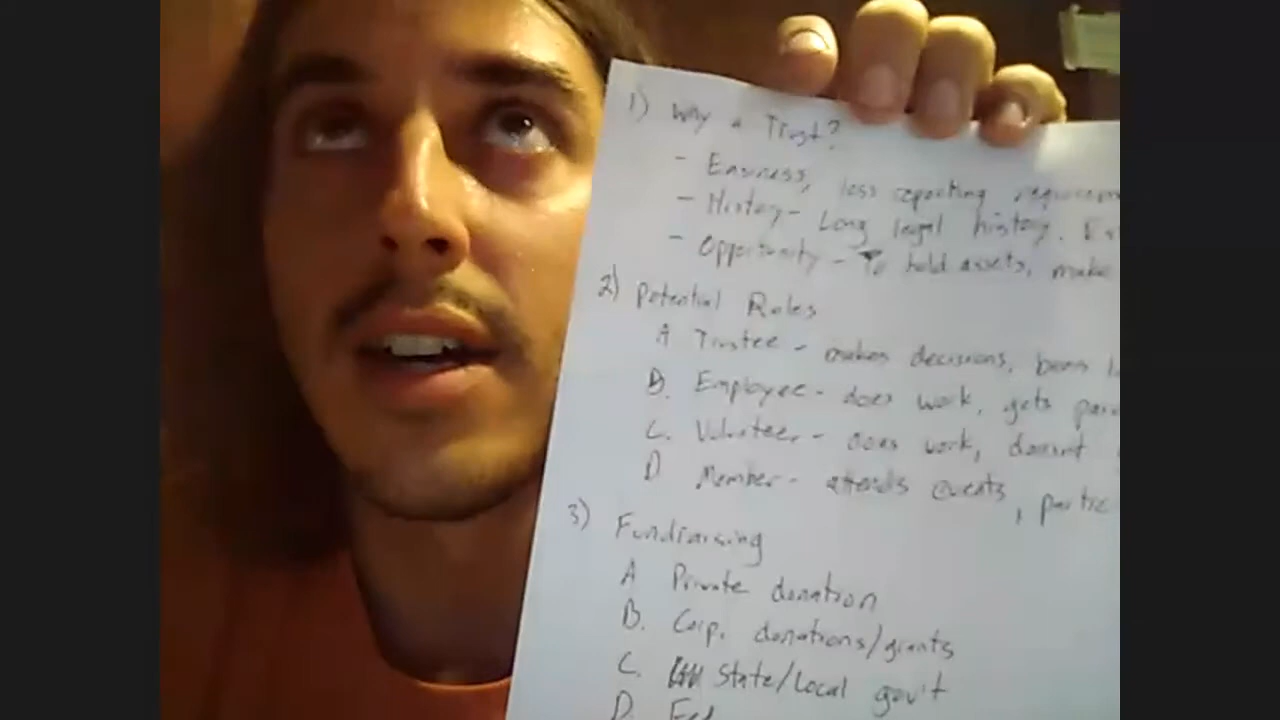 1) Why a Trust?
- Easiness, less reporting
- History - Long legal history.
- Opportunity - To hold assets, make
2) Potential Roles
A Trustee - makes decisions,
B. Employee - does work, gets
C. Volunteer - does work, doesnt
D Member - attends events,
3) Fundraising
A Private donation
B. Corp. donations/grants
C. State/Local gov't
D.